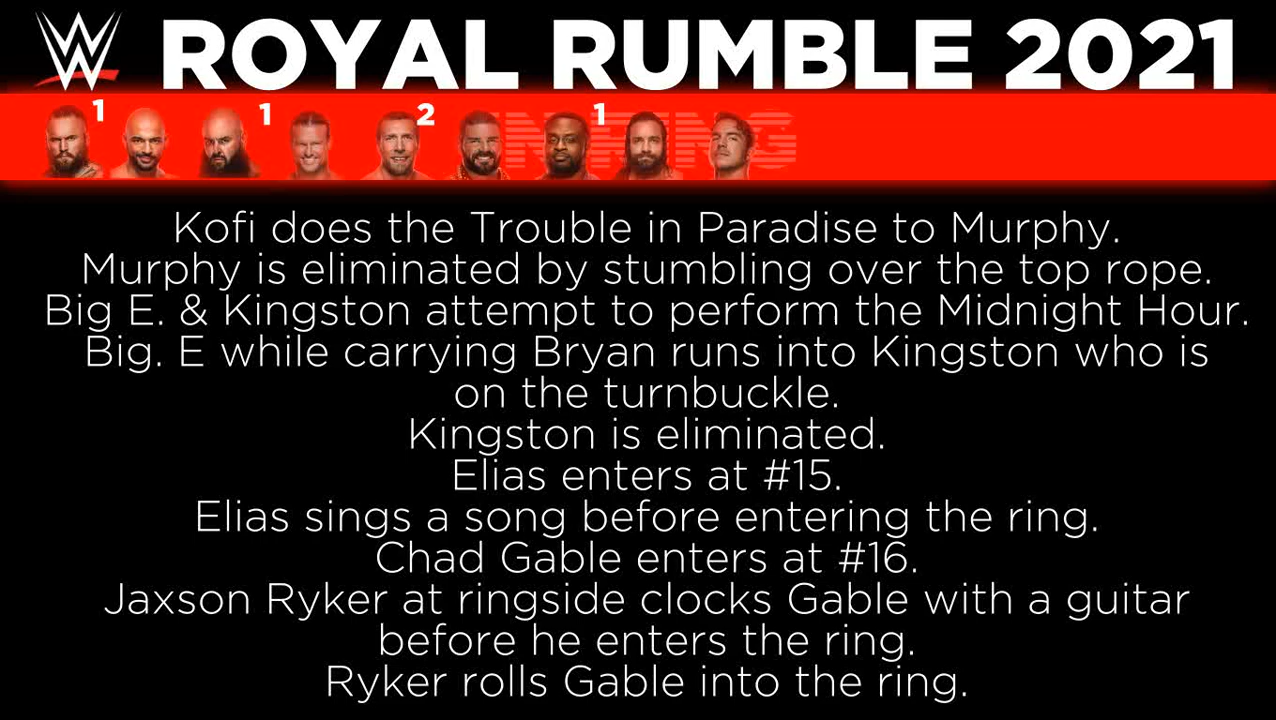 W ROYAL RUMBLE 2021
1 1 2 1
IN RING
Kofi does the Trouble in Paradise to Murphy.
Murphy is eliminated by stumbling over the top rope.
Big E. & Kingston attempt to perform the Midnight Hour.
Big. E while carrying Bryan runs into Kingston who is
on the turnbuckle.
Kingston is eliminated.
Elias enters at #15.
Elias sings a song before entering the ring.
Chad Gable enters at #16.
Jaxson Ryker at ringside clocks Gable with a guitar
before he enters the ring.
Ryker rolls Gable into the ring.